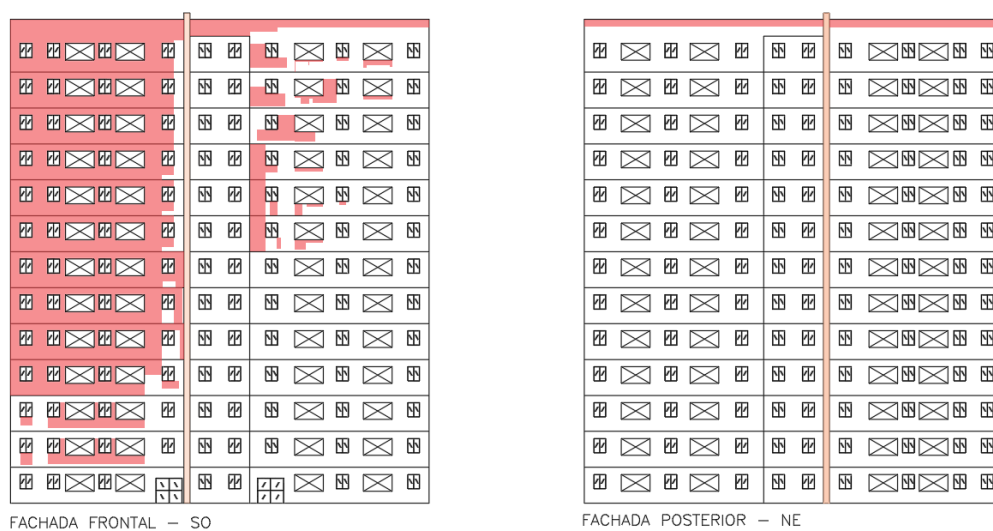 FACHADA FRONTAL – SO
FACHADA POSTERIOR – NE